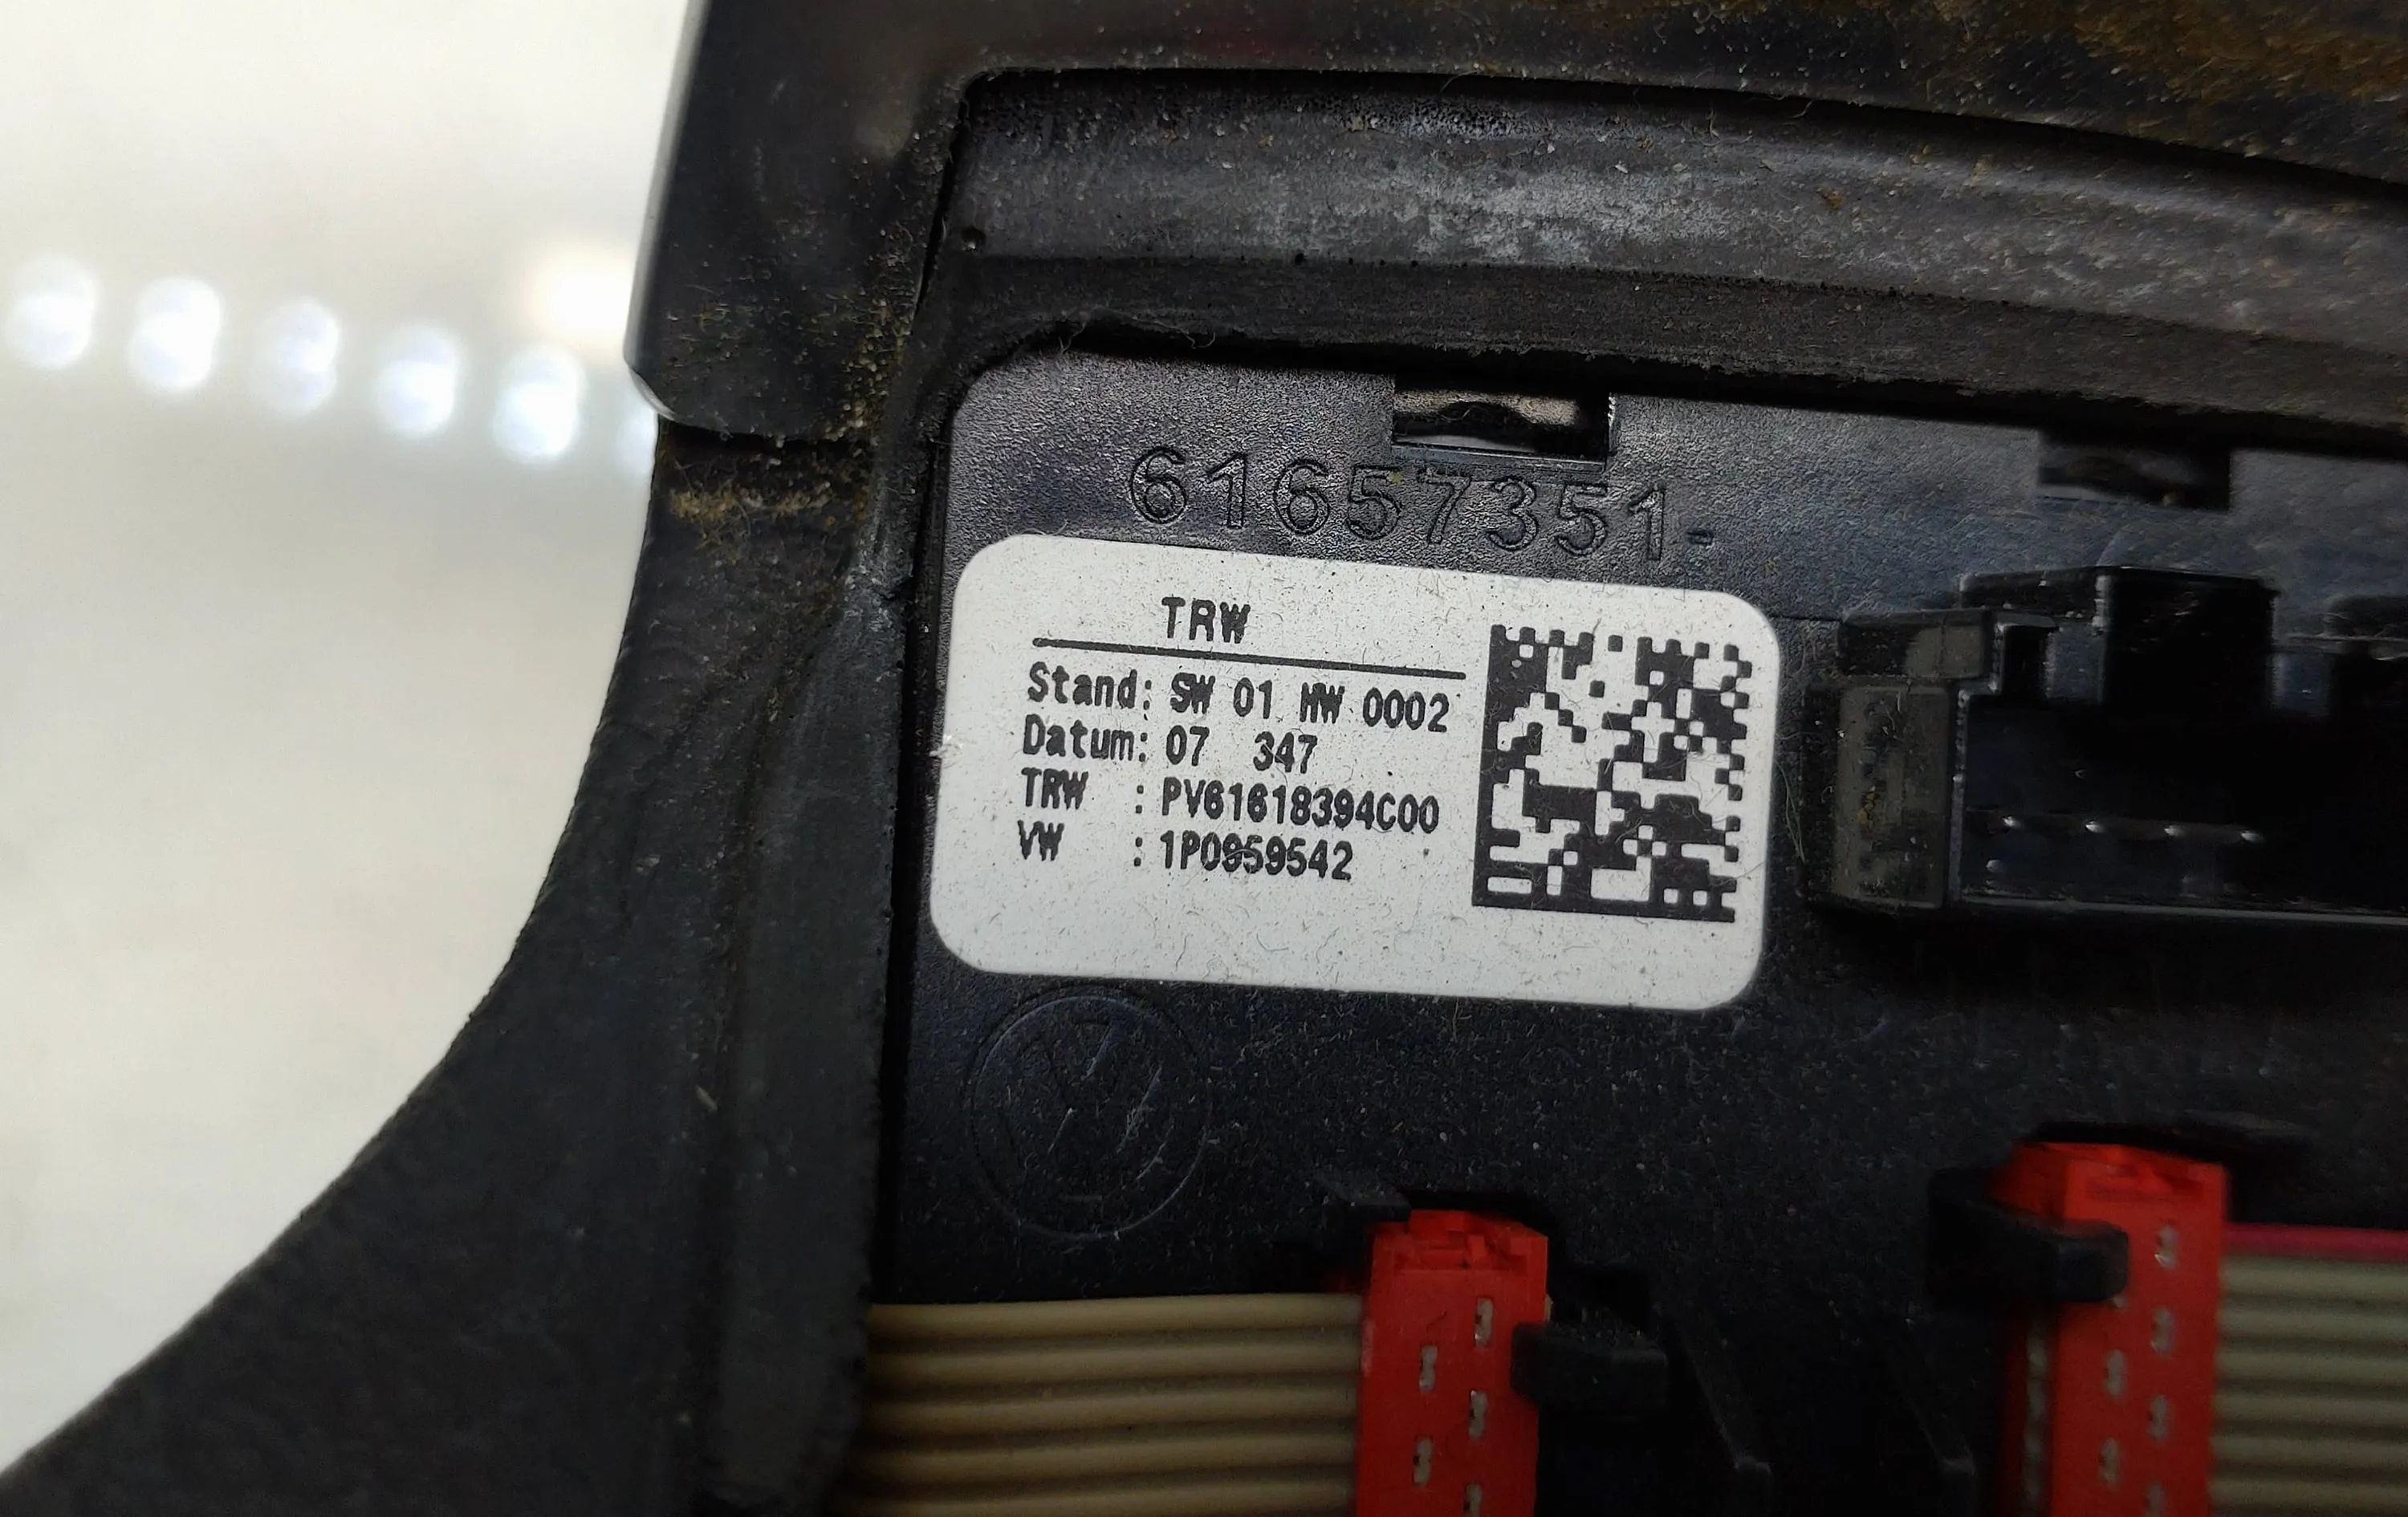 61657351-
TRW
Stand: SW 01 HW 0002
Datum: 07 347
TRW : PV61618394C00
VW : 1P0959542